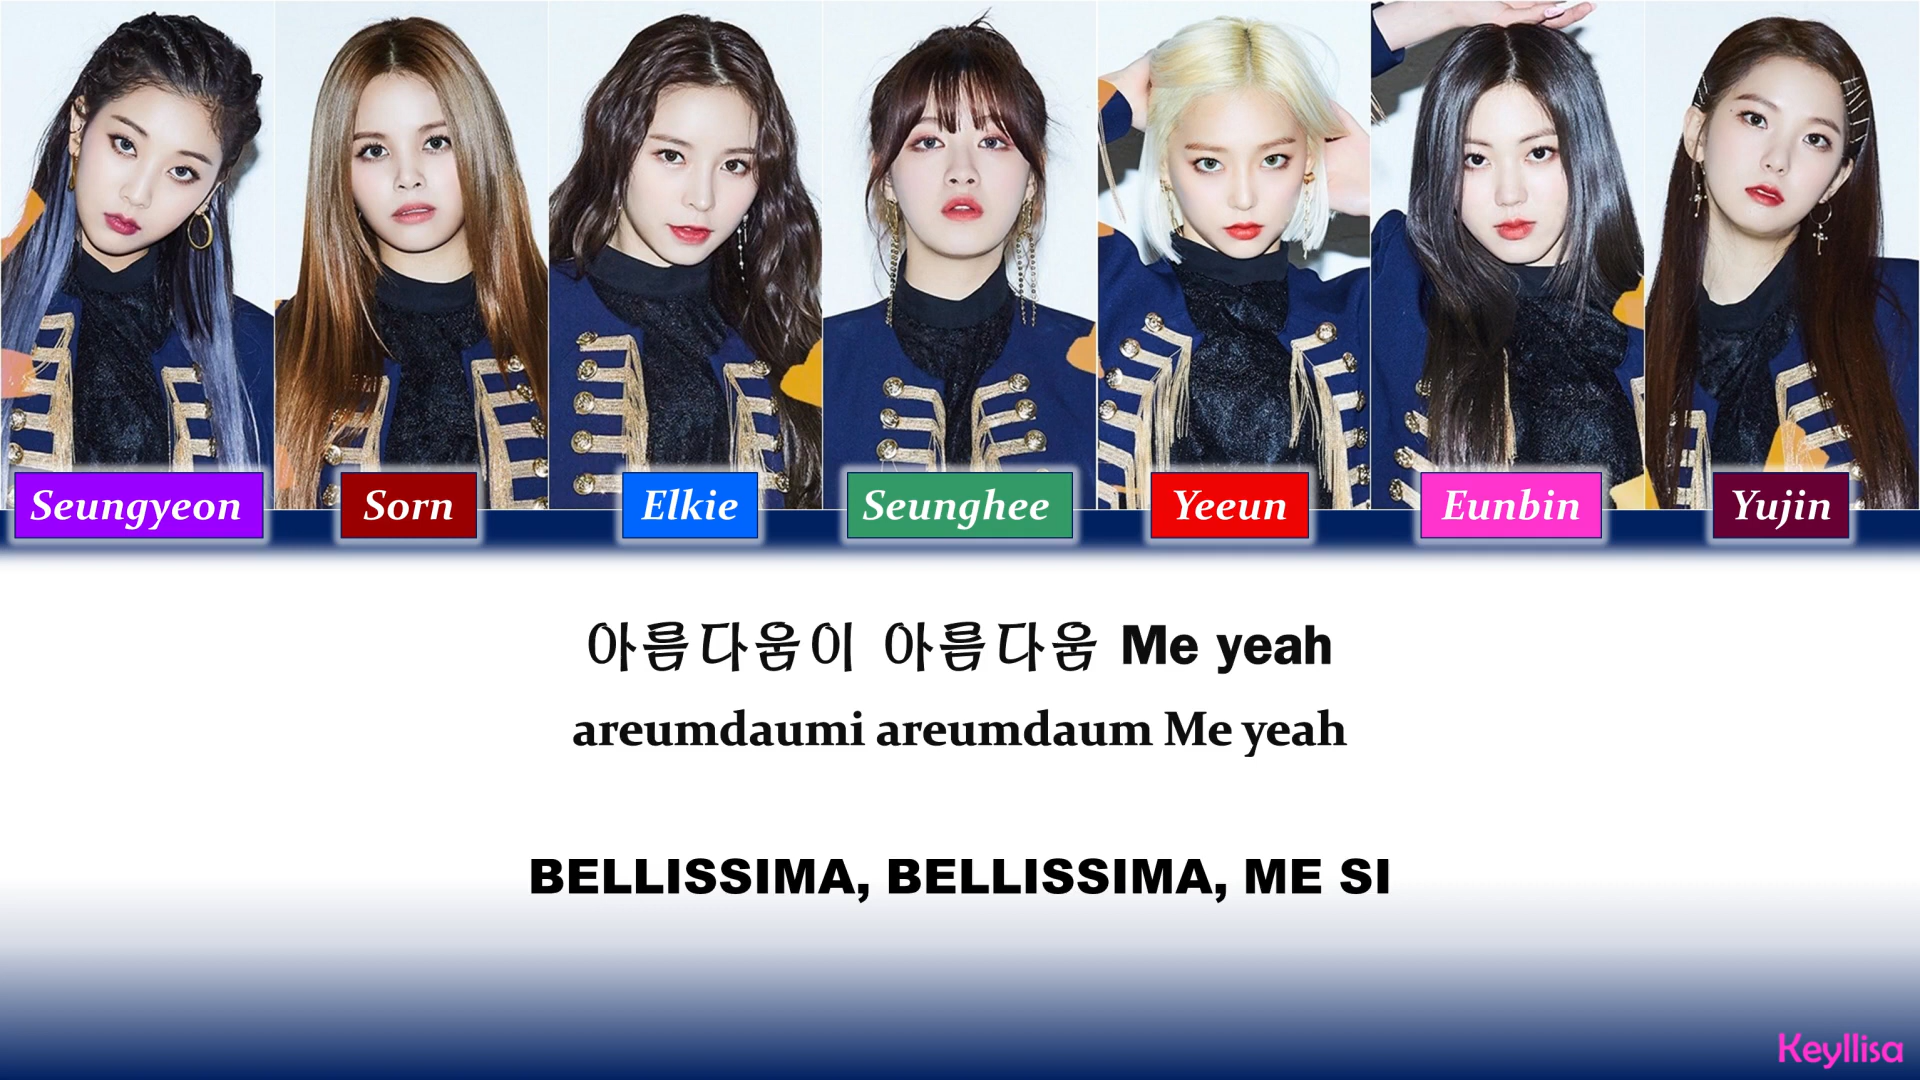 Seungyeon Sorn Elkie Seunghee Yeeun Eunbin Yujin
아름다움이 아름다움 Me yeah
areumdaumi areumdaum Me yeah
BELLISSIMA, BELLISSIMA, ME SI
Keyllisa